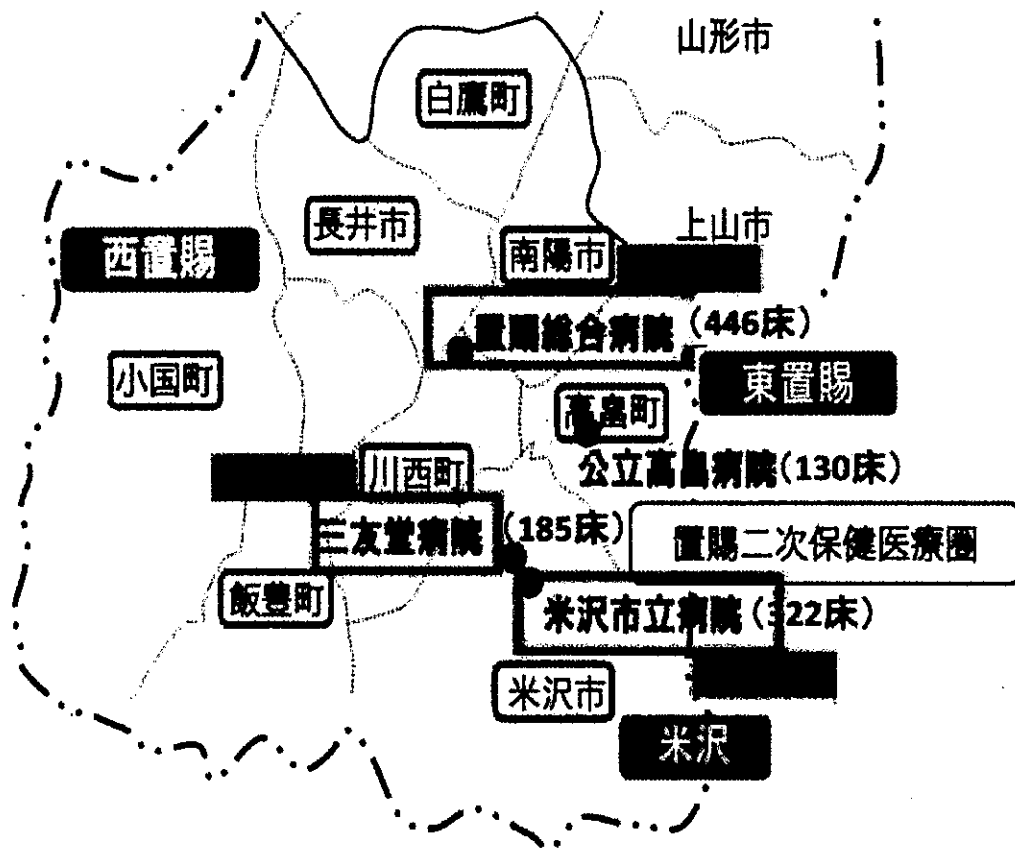 山形市
白鷹町
長井市
上山市
南陽市
西置賜
置賜総合病院 (446床)
小国町
東置賜
高畠町
公立高畠病院(130床)
川西町
三友堂病院 (185床)
置賜二次保健医療圏
飯豊町
米沢市立病院 (322床)
米沢市
米沢